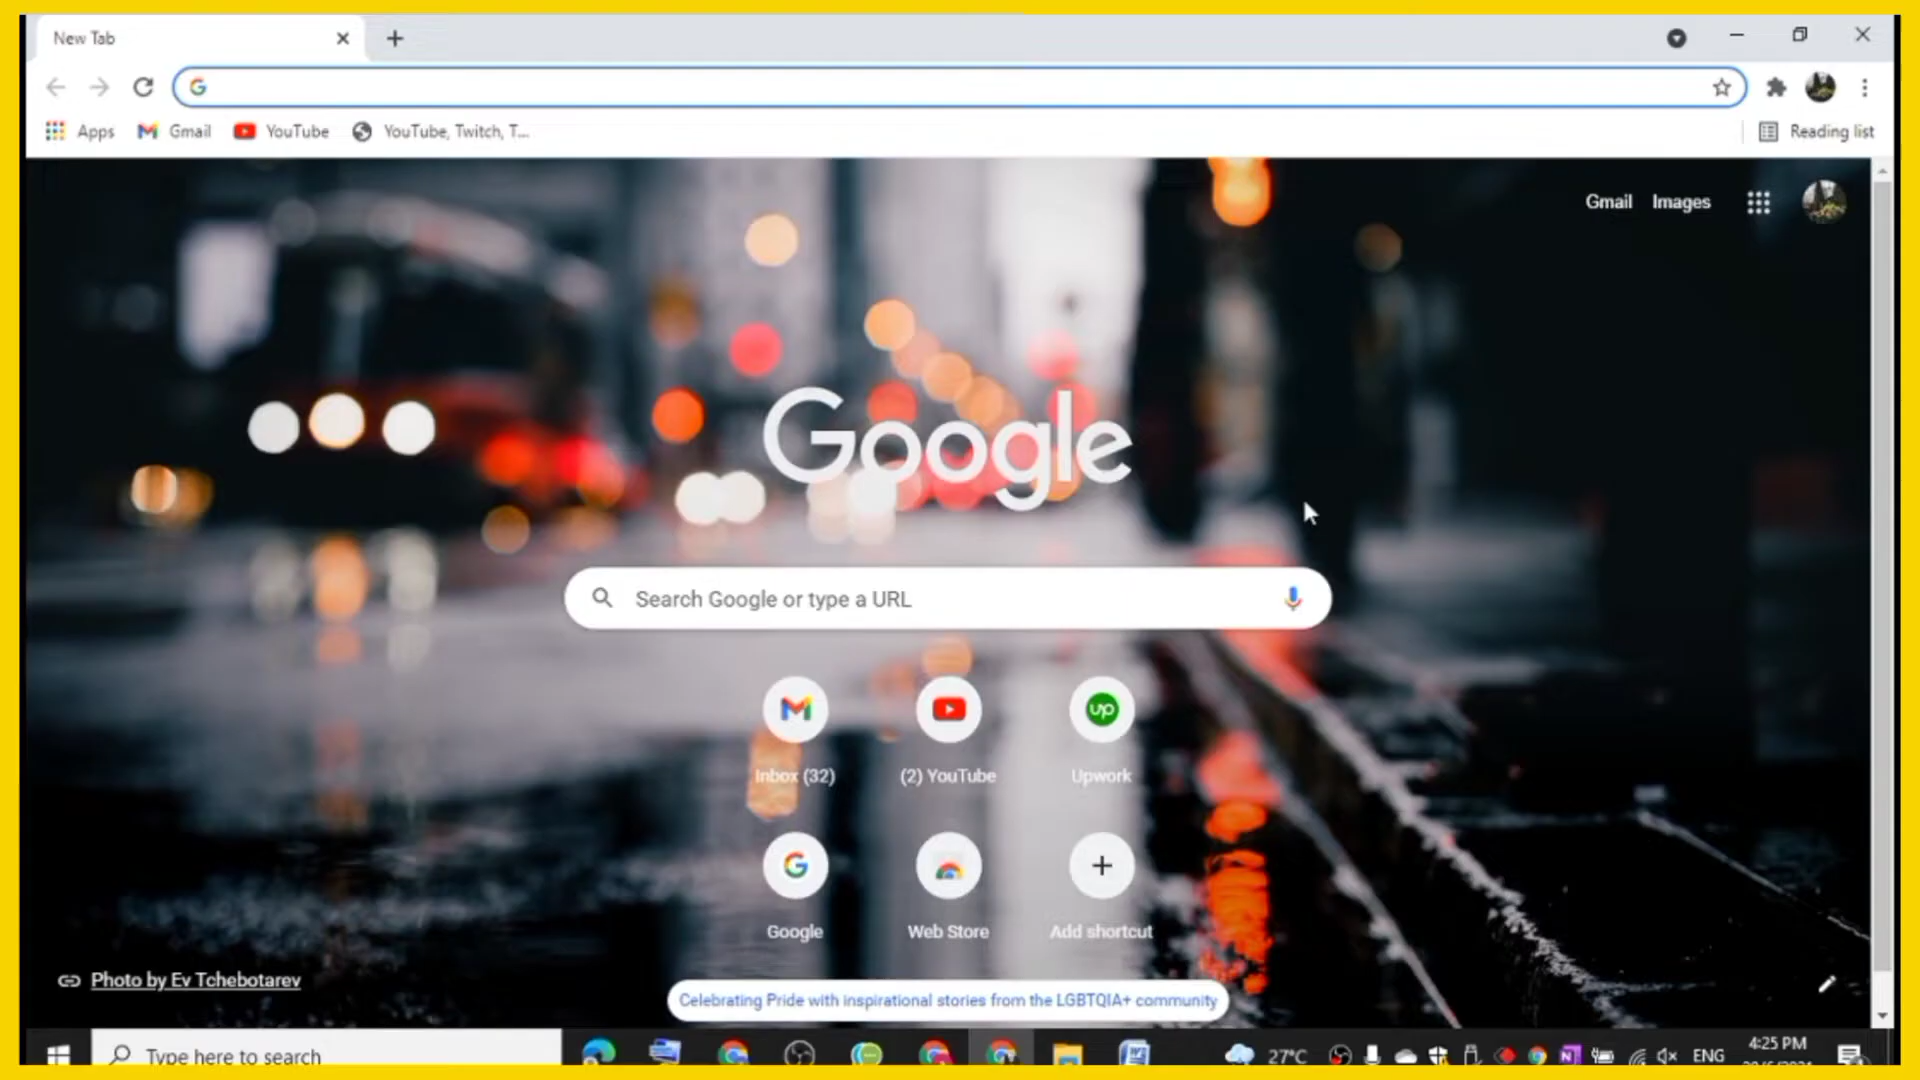 New Tab
Apps Gmail YouTube YouTube, Twitch, T... Reading list
Gmail Images
Google
Search Google or type a URL
Inbox (32) (2) YouTube Upwork
Google Web Store Add shortcut
Photo by Ev Tchebotarev
Celebrating Pride with inspirational stories from the LGBTQIA+ community
Type here to search 27°C ENG 4:25 PM